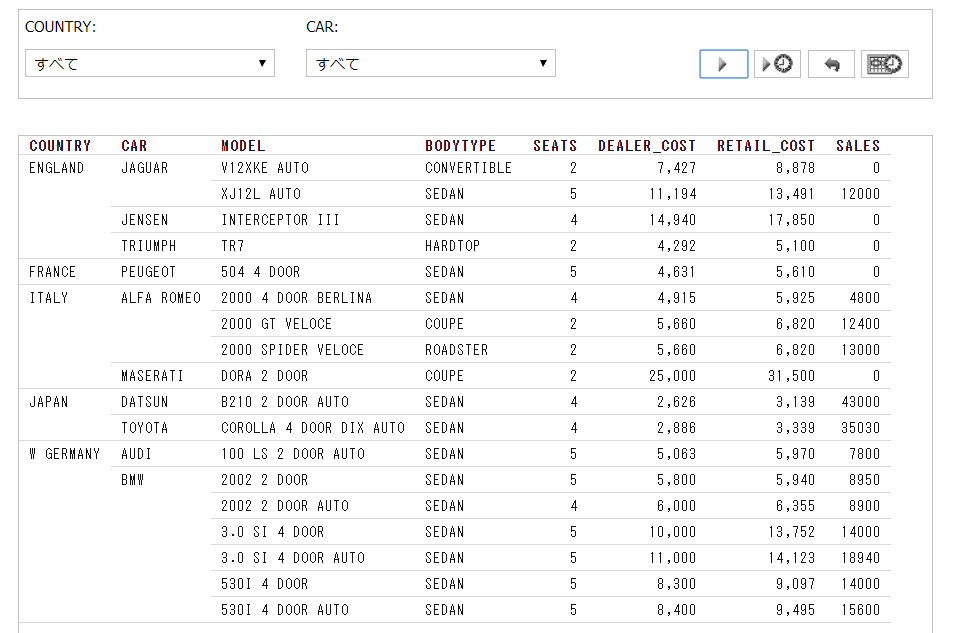 COUNTRY: CAR:
すべて すべて
COUNTRY CAR MODEL BODYTYPE SEATS DEALER_COST RETAIL_COST SALES
ENGLAND JAGUAR V12XKE AUTO CONVERTIBLE 2 7,427 8,878 0
XJ12L AUTO SEDAN 5 11,194 13,491 12000
JENSEN INTERCEPTOR III SEDAN 4 14,940 17,850 0
TRIUMPH TR7 HARDTOP 2 4,292 5,100 0
FRANCE PEUGEOT 504 4 DOOR SEDAN 5 4,631 5,610 0
ITALY ALFA ROMEO 2000 4 DOOR BERLINA SEDAN 4 4,915 5,925 4800
2000 GT VELOCE COUPE 2 5,660 6,820 12400
2000 SPIDER VELOCE ROADSTER 2 5,660 6,820 13000
MASERATI DORA 2 DOOR COUPE 2 25,000 31,500 0
JAPAN DATSUN B210 2 DOOR AUTO SEDAN 4 2,626 3,139 43000
TOYOTA COROLLA 4 DOOR DIX AUTO SEDAN 4 2,886 3,339 35030
W GERMANY AUDI 100 LS 2 DOOR AUTO SEDAN 5 5,063 5,970 7800
BMW 2002 2 DOOR SEDAN 5 5,800 5,940 8950
2002 2 DOOR AUTO SEDAN 4 6,000 6,355 8900
3.0 SI 4 DOOR SEDAN 5 10,000 13,752 14000
3.0 SI 4 DOOR AUTO SEDAN 5 11,000 14,123 18940
530I 4 DOOR SEDAN 5 8,300 9,097 14000
530I 4 DOOR AUTO SEDAN 5 8,400 9,495 15600